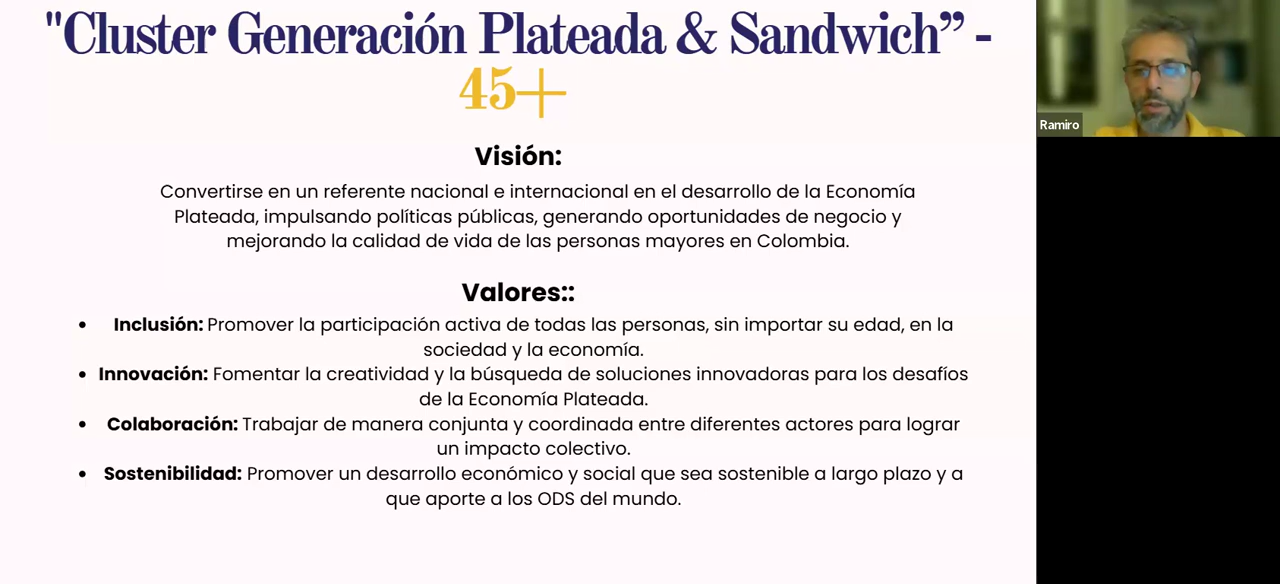 "Cluster Generación Plateada & Sandwich” -
45+
Visión:
Convertirse en un referente nacional e internacional en el desarrollo de la Economía
Plateada, impulsando políticas públicas, generando oportunidades de negocio y
mejorando la calidad de vida de las personas mayores en Colombia.
Valores::
• Inclusión: Promover la participación activa de todas las personas, sin importar su edad, en la
sociedad y la economía.
• Innovación: Fomentar la creatividad y la búsqueda de soluciones innovadoras para los desafíos
de la Economía Plateada.
• Colaboración: Trabajar de manera conjunta y coordinada entre diferentes actores para lograr
un impacto colectivo.
• Sostenibilidad: Promover un desarrollo económico y social que sea sostenible a largo plazo y a
que aporte a los ODS del mundo.
Ramiro